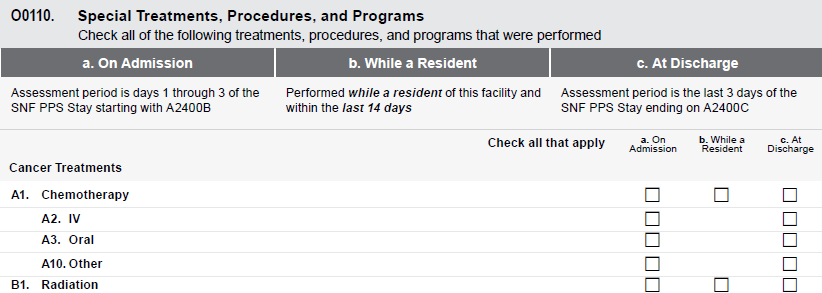 O0110. Special Treatments, Procedures, and Programs
Check all of the following treatments, procedures, and programs that were performed
a. On Admission
b. While a Resident
c. At Discharge
Assessment period is days 1 through 3 of the
SNF PPS Stay starting with A2400B
Performed while a resident of this facility and
within the last 14 days
Assessment period is the last 3 days of the
SNF PPS Stay ending on A2400C
Check all that apply
a. On
Admission
b. While a
Resident
c. At
Discharge
Cancer Treatments
A1. Chemotherapy
A2. IV
A3. Oral
A10. Other
B1. Radiation